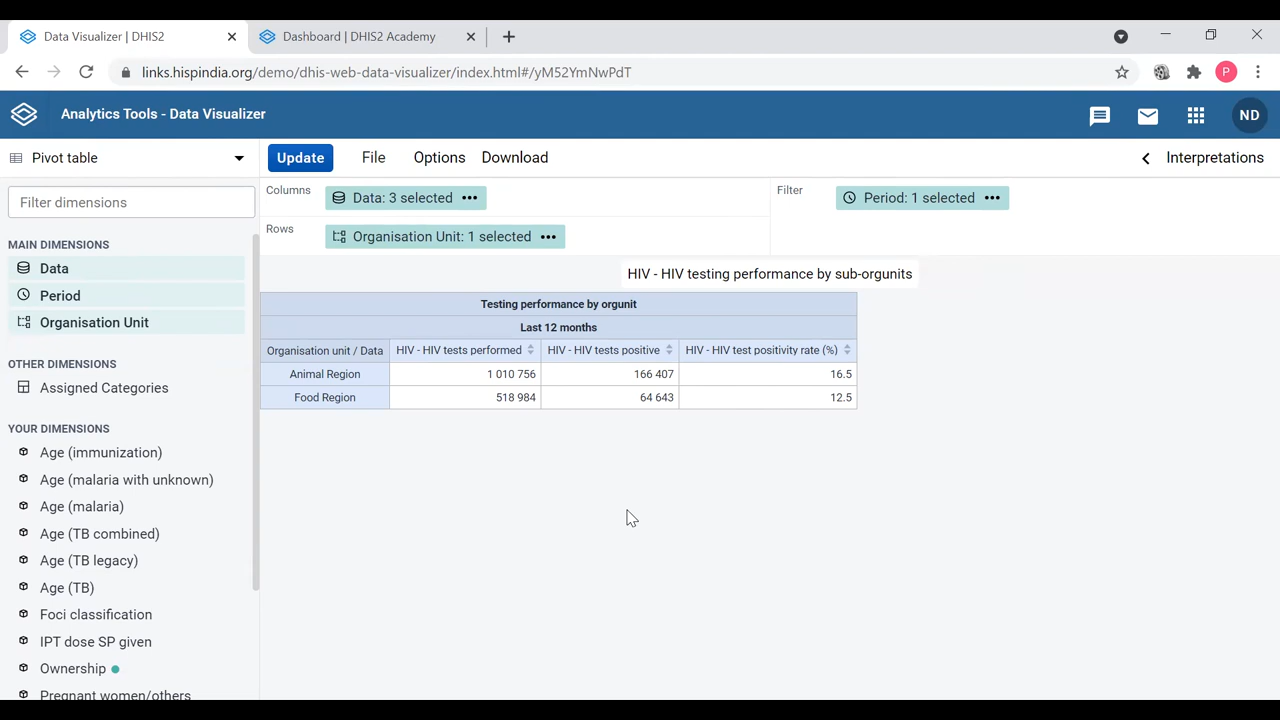 Data Visualizer | DHIS2
Dashboard | DHIS2 Academy
links.hispindia.org/demo/dhis-web-data-visualizer/index.html#/yM52YmNwPdT
P
Analytics Tools - Data Visualizer
ND
Pivot table
Update File Options Download
Interpretations
Filter dimensions
Columns
Data: 3 selected
Filter
Period: 1 selected
Rows
Organisation Unit: 1 selected
MAIN DIMENSIONS
Data
Period
Organisation Unit
OTHER DIMENSIONS
Assigned Categories
YOUR DIMENSIONS
Age (immunization)
Age (malaria with unknown)
Age (malaria)
Age (TB combined)
Age (TB legacy)
Age (TB)
Foci classification
IPT dose SP given
Ownership
Pregnant women/others
HIV - HIV testing performance by sub-orgunits
Testing performance by orgunit
Last 12 months
Organisation unit / Data HIV - HIV tests performed HIV - HIV tests positive HIV - HIV test positivity rate (%)
Animal Region 1 010 756 166 407 16.5
Food Region 518 984 64 643 12.5